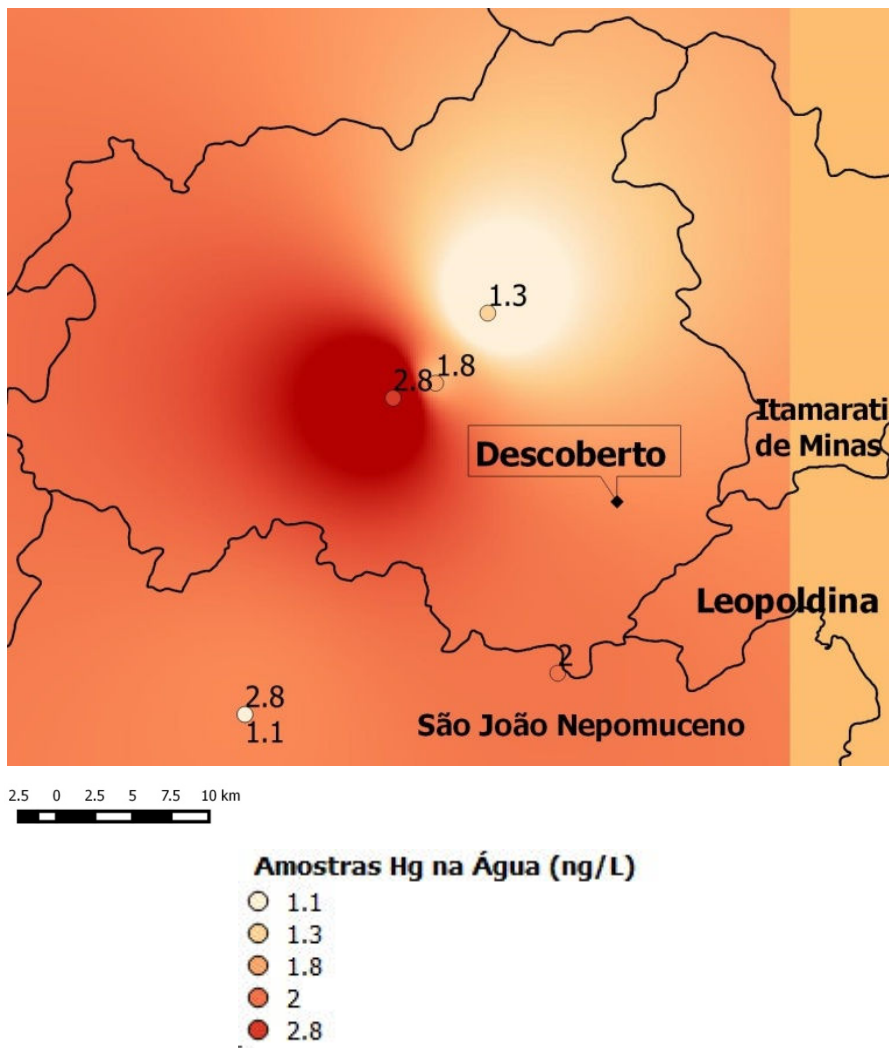 1.3
1.8
2.8
Itamarati
de Minas
Descoberto
Leopoldina
2
2.8
1.1
São João Nepomuceno
2.5 0 2.5 5 7.5 10 km
Amostras Hg na Água (ng/L)
1.1
1.3
1.8
2
2.8